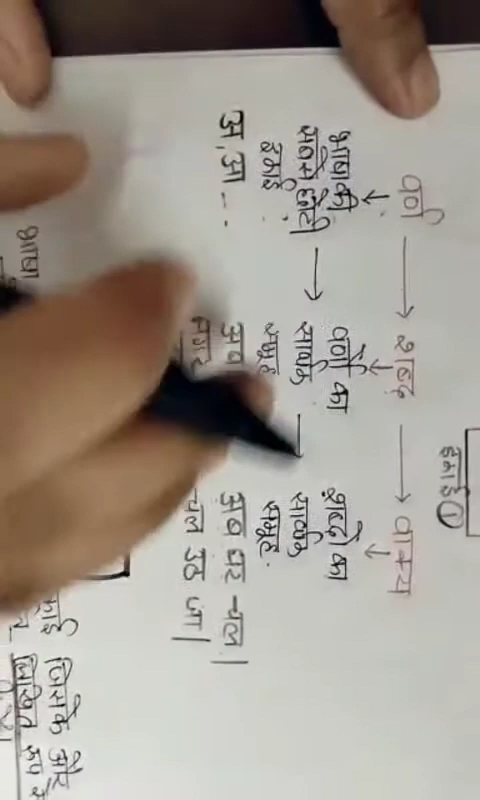 इकाई ①
वर्ण → शब्द → वाक्य
↓ ↓ ↓
भाषा की वर्णों का शब्दों का
सबसे छोटी → सार्थक → सार्थक
इकाई समूह समूह.
अ, आ - - . अब अब घर चल।
चल उठ जा।
भाषा
जिसके और
लिखित रूप